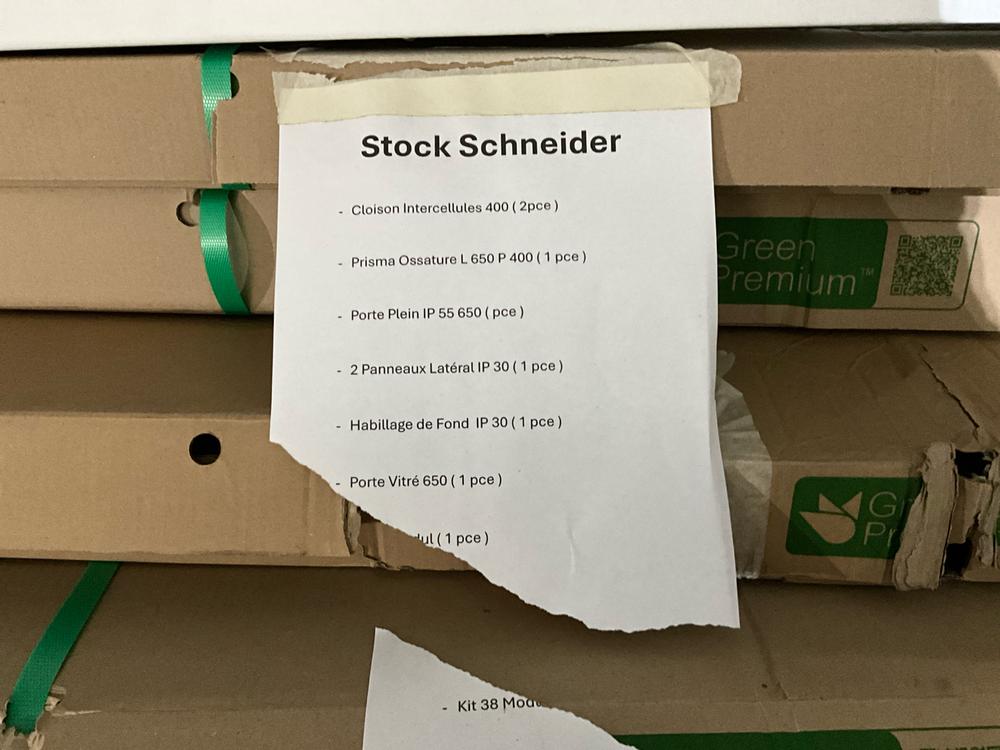 Stock Schneider
- Cloison Intercellules 400 ( 2pce )
- Prisma Ossature L 650 P 400 ( 1 pce )
- Porte Plein IP 55 650 ( pce )
- 2 Panneaux Latéral IP 30 ( 1 pce )
- Habillage de Fond IP 30 ( 1 pce )
- Porte Vitré 650 ( 1 pce )
( 1 pce )
- Kit 38
Green
Premium™